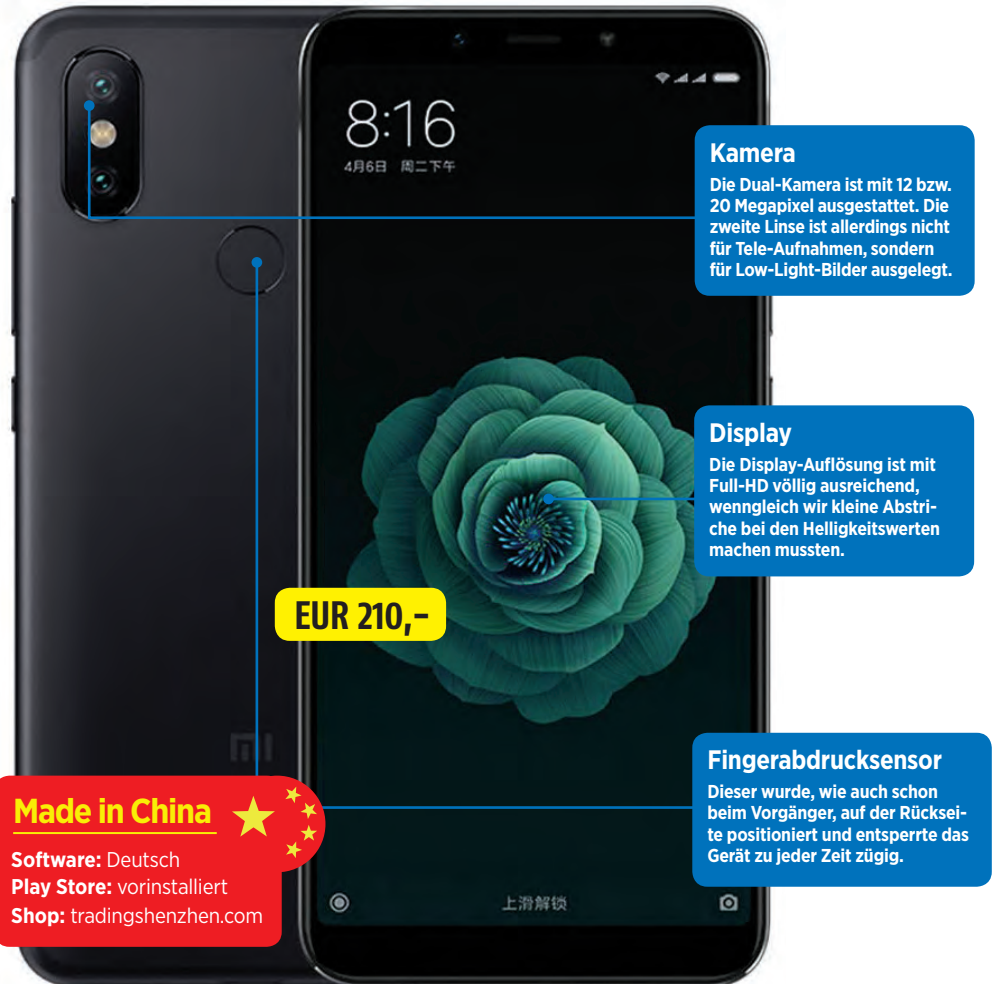 8:16
4月6日 周二下午
Kamera
Die Dual-Kamera ist mit 12 bzw.
20 Megapixel ausgestattet. Die
zweite Linse ist allerdings nicht
für Tele-Aufnahmen, sondern
für Low-Light-Bilder ausgelegt.
Display
Die Display-Auflösung ist mit
Full-HD völlig ausreichend,
wenngleich wir kleine Abstri-
che bei den Helligkeitswerten
machen mussten.
EUR 210,–
Fingerabdrucksensor
Dieser wurde, wie auch schon
beim Vorgänger, auf der Rücksei-
te positioniert und entsperrte das
Gerät zu jeder Zeit zügig.
mi
Made in China
Software: Deutsch
Play Store: vorinstalliert
Shop: tradingshenzhen.com
上滑解锁